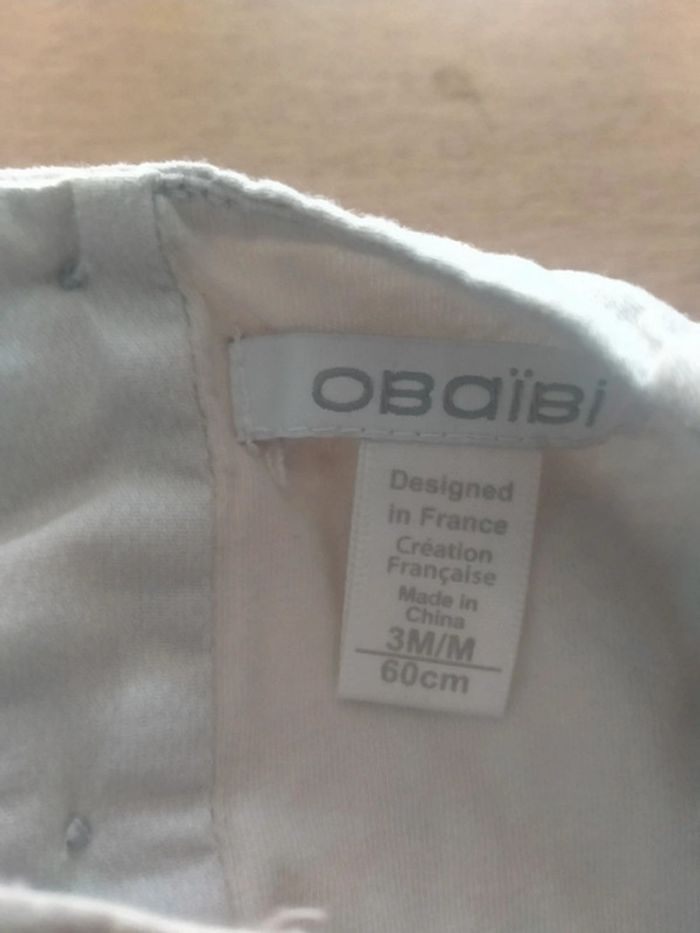 OBAÏBI
Designed
in France
Création
Française
Made in
China
3M/M
60cm